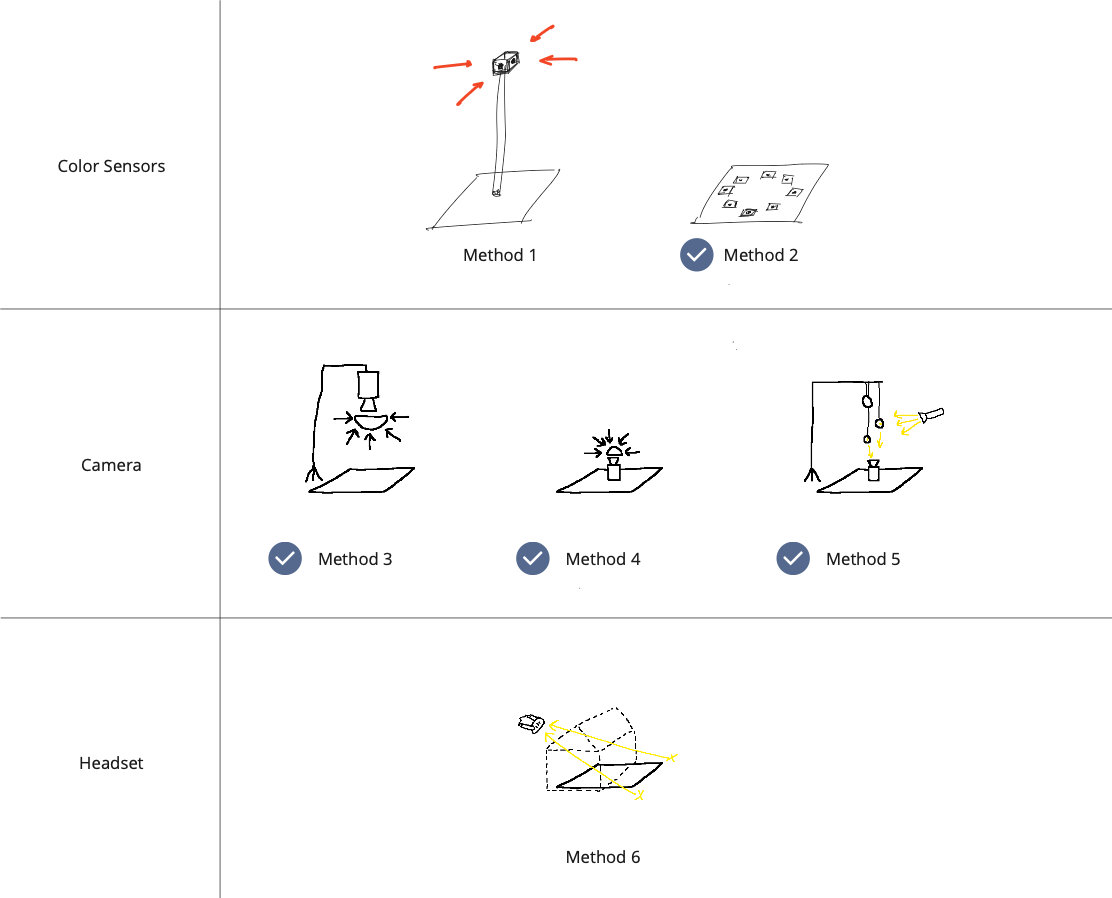 Color Sensors
Method 1
Method 2
Camera
Method 3
Method 4
Method 5
Headset
Method 6